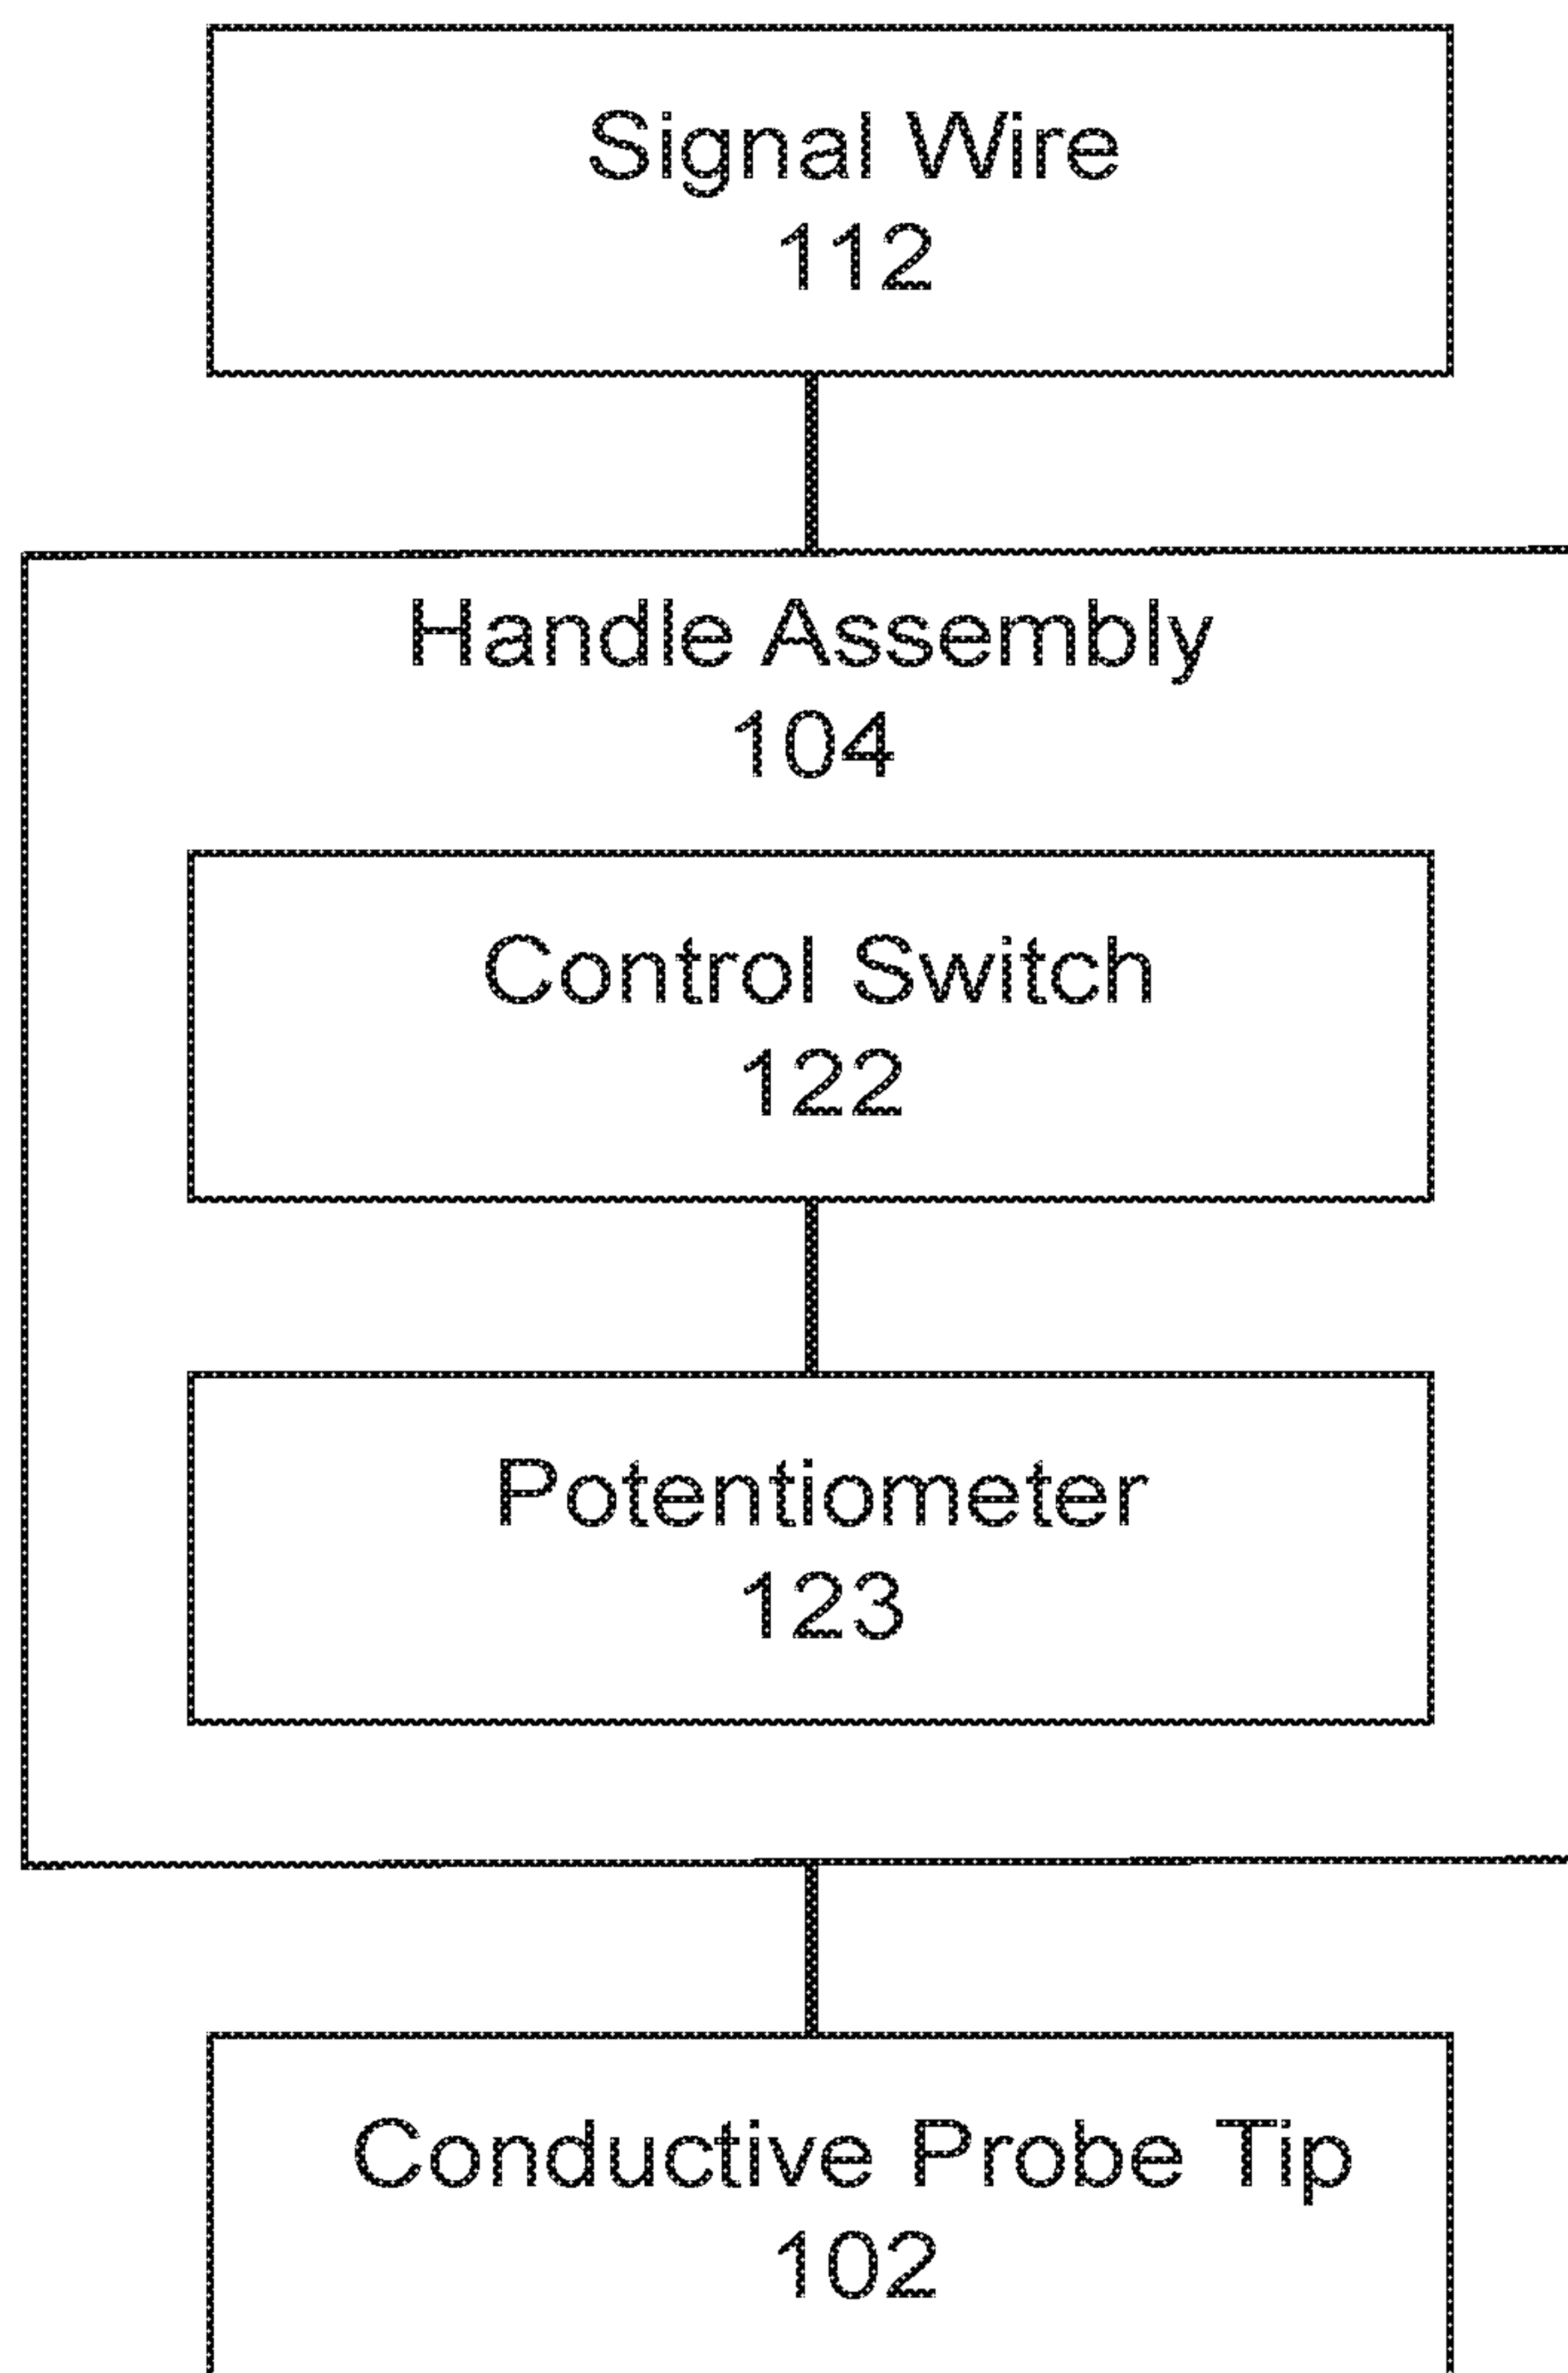 Signal Wire
112
Handle Assembly
104
Control Switch
122
Potentiometer
123
Conductive Probe Tip
102